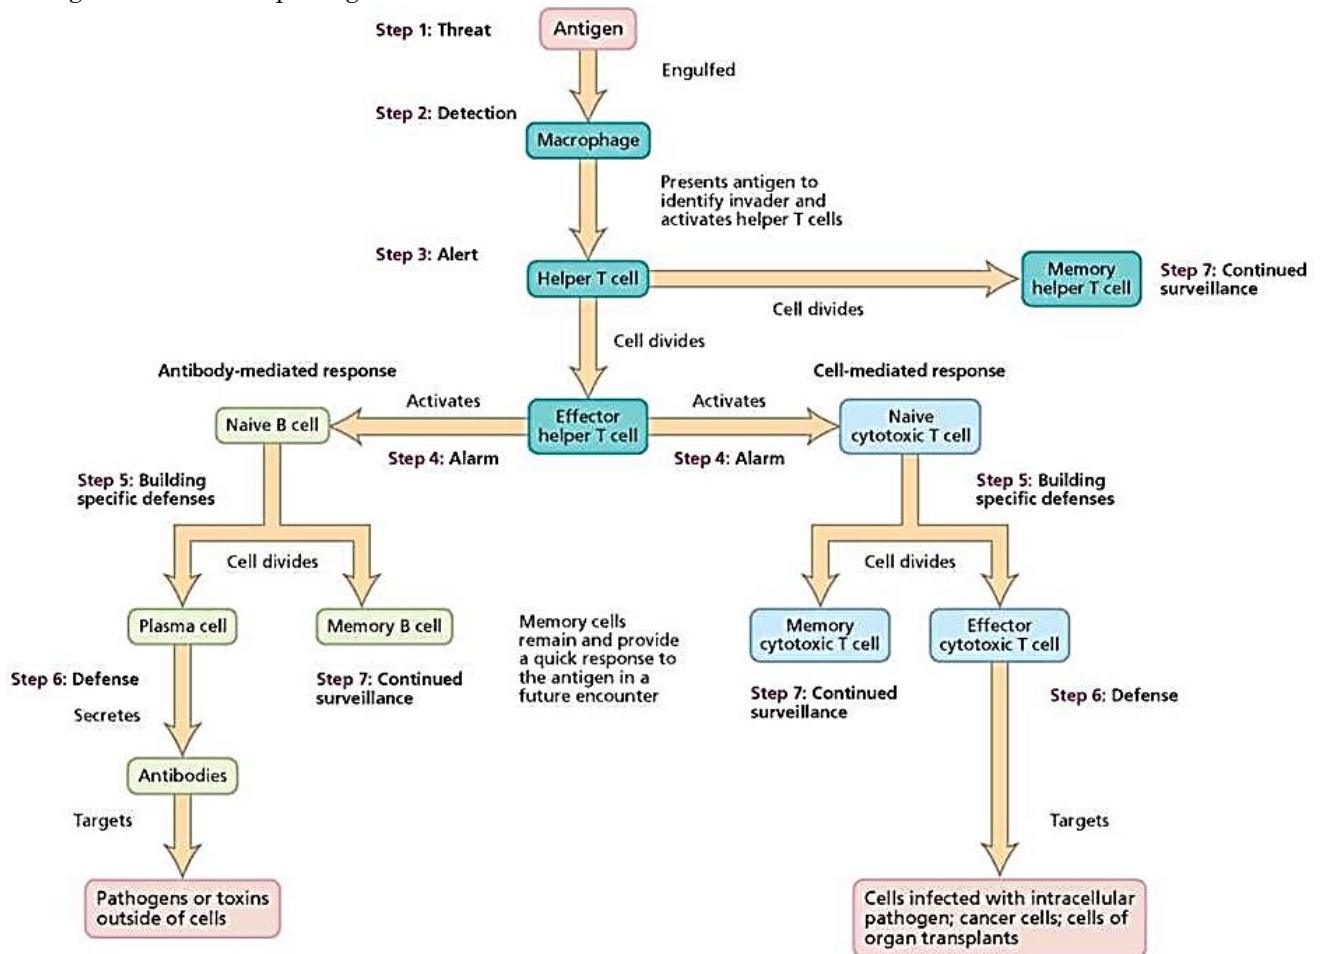 Step 1: Threat
Antigen
Engulfed
Step 2: Detection
Macrophage
Presents antigen to
identify invader and
activates helper T cells
Step 3: Alert
Helper T cell
Cell divides
Memory
helper T cell
Step 7: Continued
surveillance
Cell divides
Antibody-mediated response
Cell-mediated response
Naive B cell
Activates
Step 4: Alarm
Effector
helper T cell
Activates
Step 4: Alarm
Naive
cytotoxic T cell
Step 5: Building
specific defenses
Cell divides
Step 5: Building
specific defenses
Cell divides
Plasma cell
Memory B cell
Memory cells
remain and provide
a quick response to
the antigen in a
future encounter
Memory
cytotoxic T cell
Effector
cytotoxic T cell
Step 6: Defense
Secretes
Step 7: Continued
surveillance
Step 7: Continued
surveillance
Step 6: Defense
Antibodies
Targets
Targets
Pathogens or toxins
outside of cells
Cells infected with intracellular
pathogen; cancer cells; cells of
organ transplants